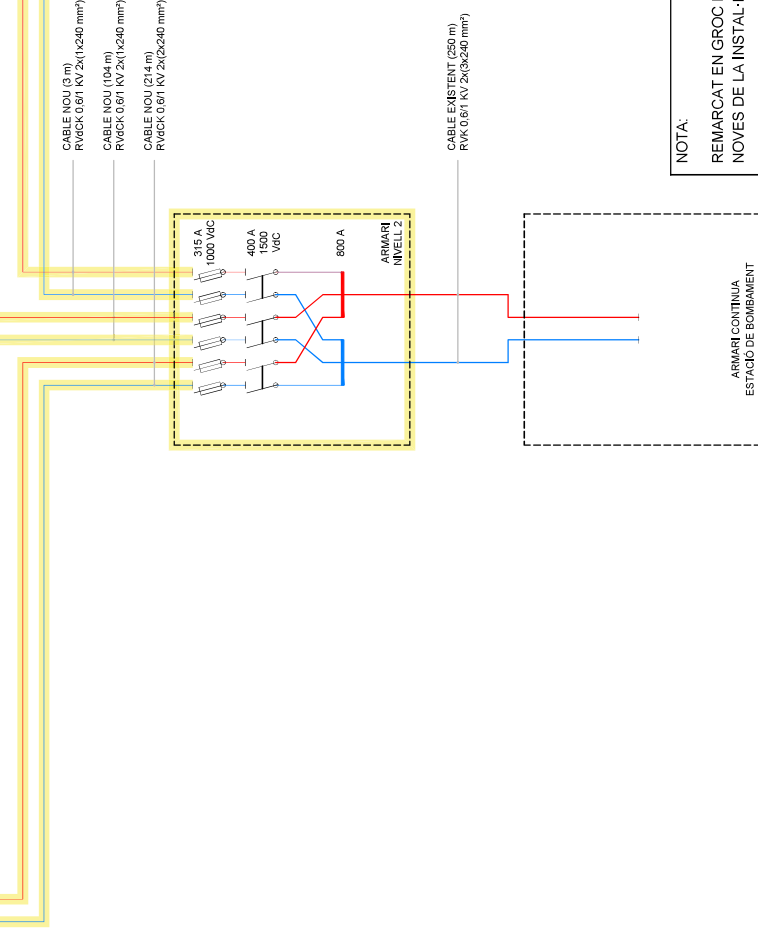 CABLE NOU (3 m)
RVdCK 0,6/1 KV 2x(1x240 mm²)
CABLE NOU (104 m)
RVdCK 0,6/1 KV 2x(1x240 mm²)
CABLE NOU (214 m)
RVdCK 0,6/1 KV 2x(2x240 mm²)
CABLE EXISTENT (250 m)
RVK 0,6/1 KV 2x(3x240 mm²)
NOTA:
REMARCAT EN GROC
NOVES DE LA INSTAL·
315 A
1000 VdC
400 A
1500
VdC
800 A
ARMARI
NIVELL 2
ARMARI CONTÍNUA
ESTACIÓ DE BOMBAMENT